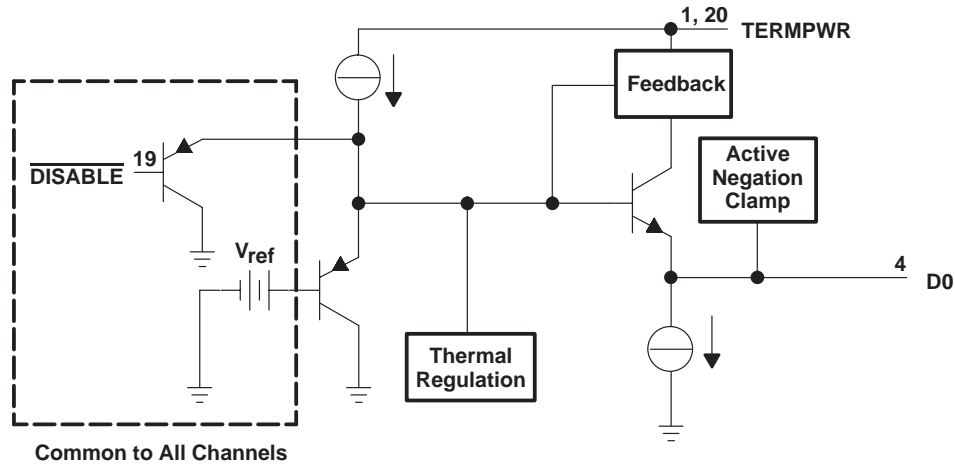 1, 20
TERMPWR
Feedback
Active
Negation
Clamp
19
DISABLE
Vref
4
D0
Thermal
Regulation
Common to All Channels